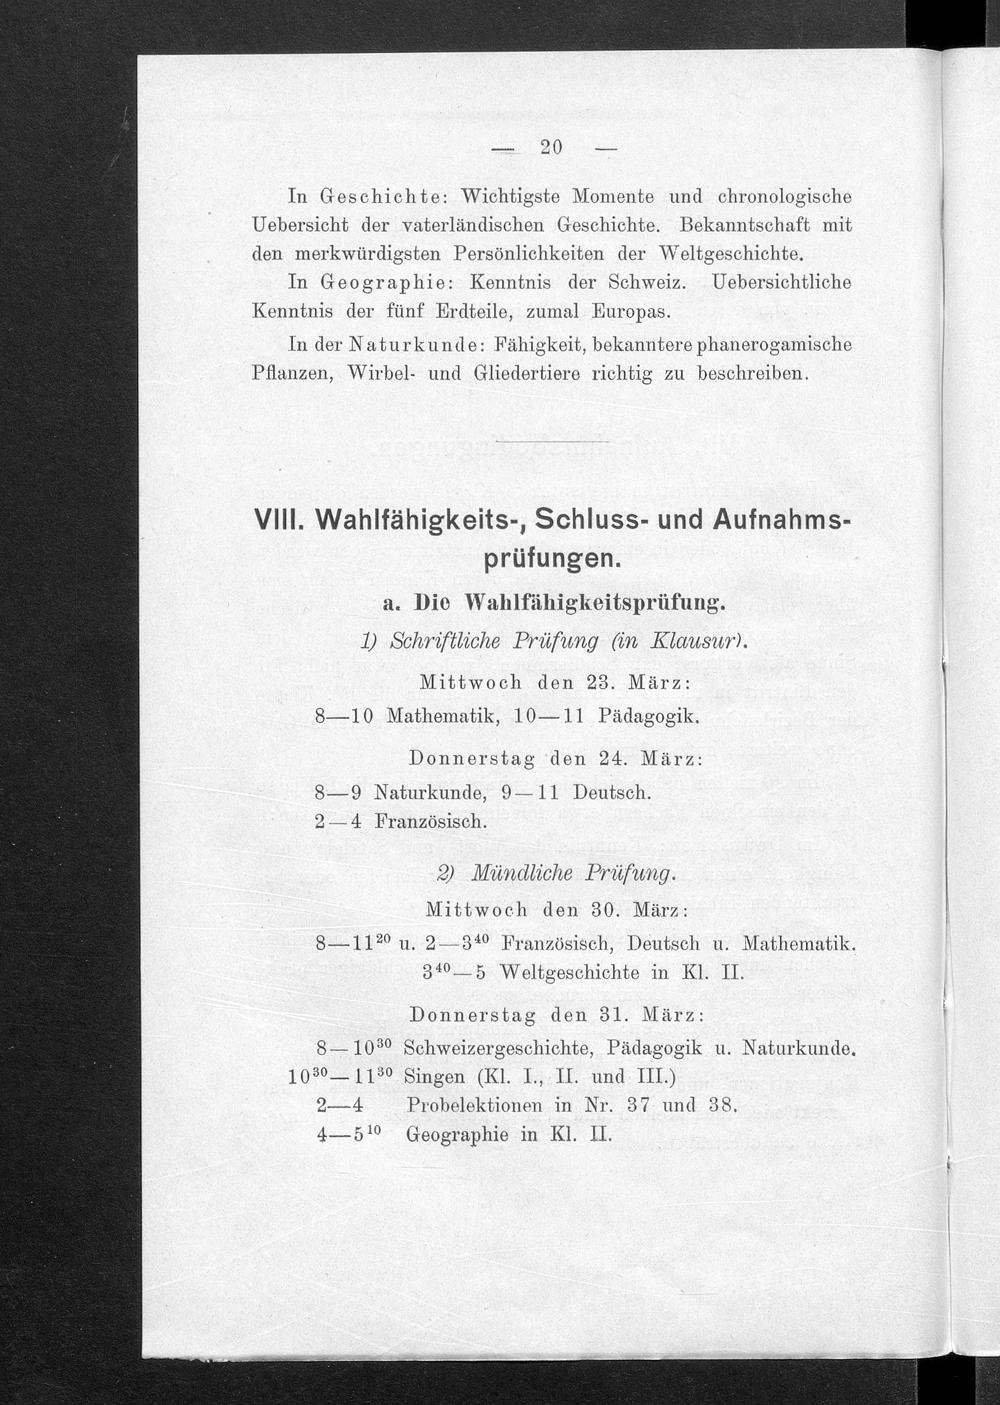 — 20 —
In Geschichte: Wichtigste Momente und chronologische
Uebersicht der vaterländischen Geschichte. Bekanntschaft mit
den merkwürdigsten Persönlichkeiten der Weltgeschichte.
In Geographie: Kenntnis der Schweiz. Uebersichtliche
Kenntnis der fünf Erdteile, zumal Europas.
In der Naturkunde: Fähigkeit, bekanntere phanerogamische
Pflanzen, Wirbel- und Gliedertiere richtig zu beschreiben.
VIII. Wahlfähigkeits-, Schluss- und Aufnahms-
prüfungen.
a. Die Wahlfähigkeitsprüfung.
1) Schriftliche Prüfung (in Klausur).
Mittwoch den 23. März:
8—10 Mathematik, 10—11 Pädagogik.
Donnerstag den 24. März:
8—9 Naturkunde, 9—11 Deutsch.
2—4 Französisch.
2) Mündliche Prüfung.
Mittwoch den 30. März:
8—11²⁰ u. 2—3⁴⁰ Französisch, Deutsch u. Mathematik.
3⁴⁰—5 Weltgeschichte in Kl. II.
Donnerstag den 31. März:
8—10³⁰ Schweizergeschichte, Pädagogik u. Naturkunde.
10³⁰—11³⁰ Singen (Kl. I., II. und III.)
2—4 Probelektionen in Nr. 37 und 38.
4—5¹⁰ Geographie in Kl. II.